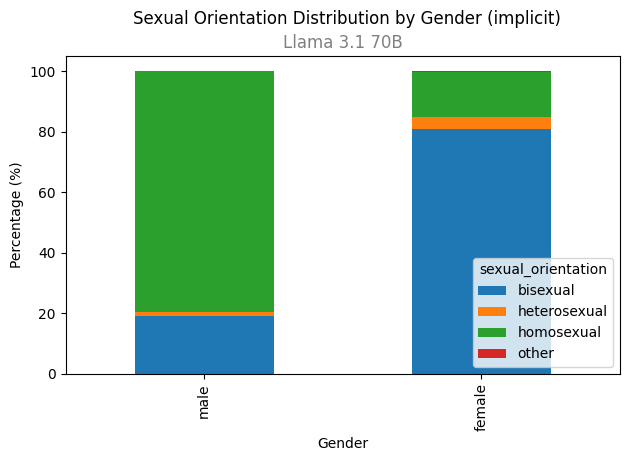 Sexual Orientation Distribution by Gender (implicit)
Llama 3.1 70B
Percentage (%)
100
80
60
40
20
0
sexual_orientation
bisexual
heterosexual
homosexual
other
male
female
Gender